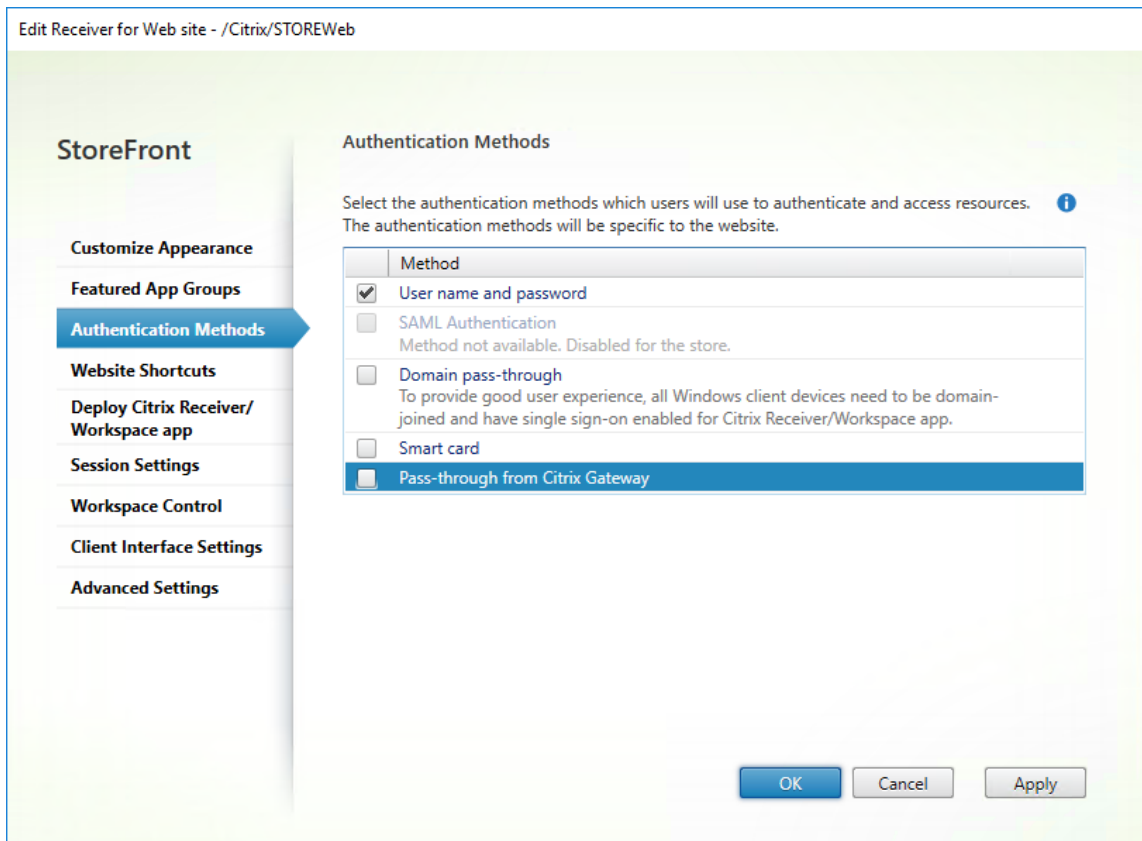 Edit Receiver for Web site - /Citrix/STOREWeb
StoreFront
Customize Appearance
Featured App Groups
Authentication Methods
Website Shortcuts
Deploy Citrix Receiver/
Workspace app
Session Settings
Workspace Control
Client Interface Settings
Advanced Settings
Authentication Methods
Select the authentication methods which users will use to authenticate and access resources.
The authentication methods will be specific to the website.
Method
User name and password
SAML Authentication
Method not available. Disabled for the store.
Domain pass-through
To provide good user experience, all Windows client devices need to be domain-
joined and have single sign-on enabled for Citrix Receiver/Workspace app.
Smart card
Pass-through from Citrix Gateway
OK
Cancel
Apply